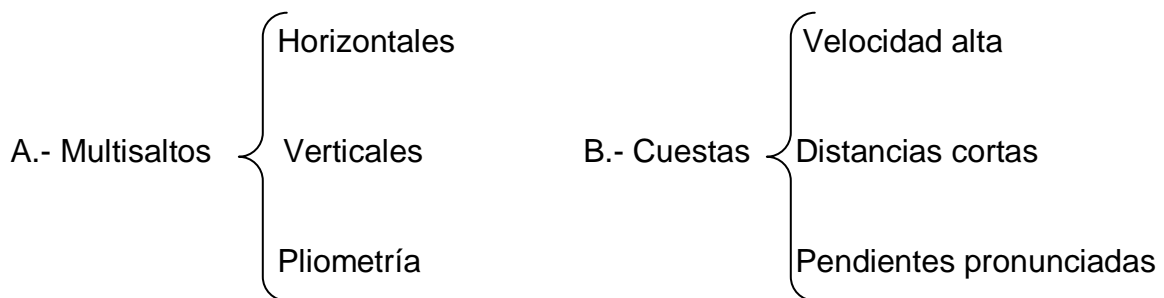 Horizontales
A.- Multisaltos
Verticales
Pliometría
Velocidad alta
B.- Cuestas
Distancias cortas
Pendientes pronunciadas